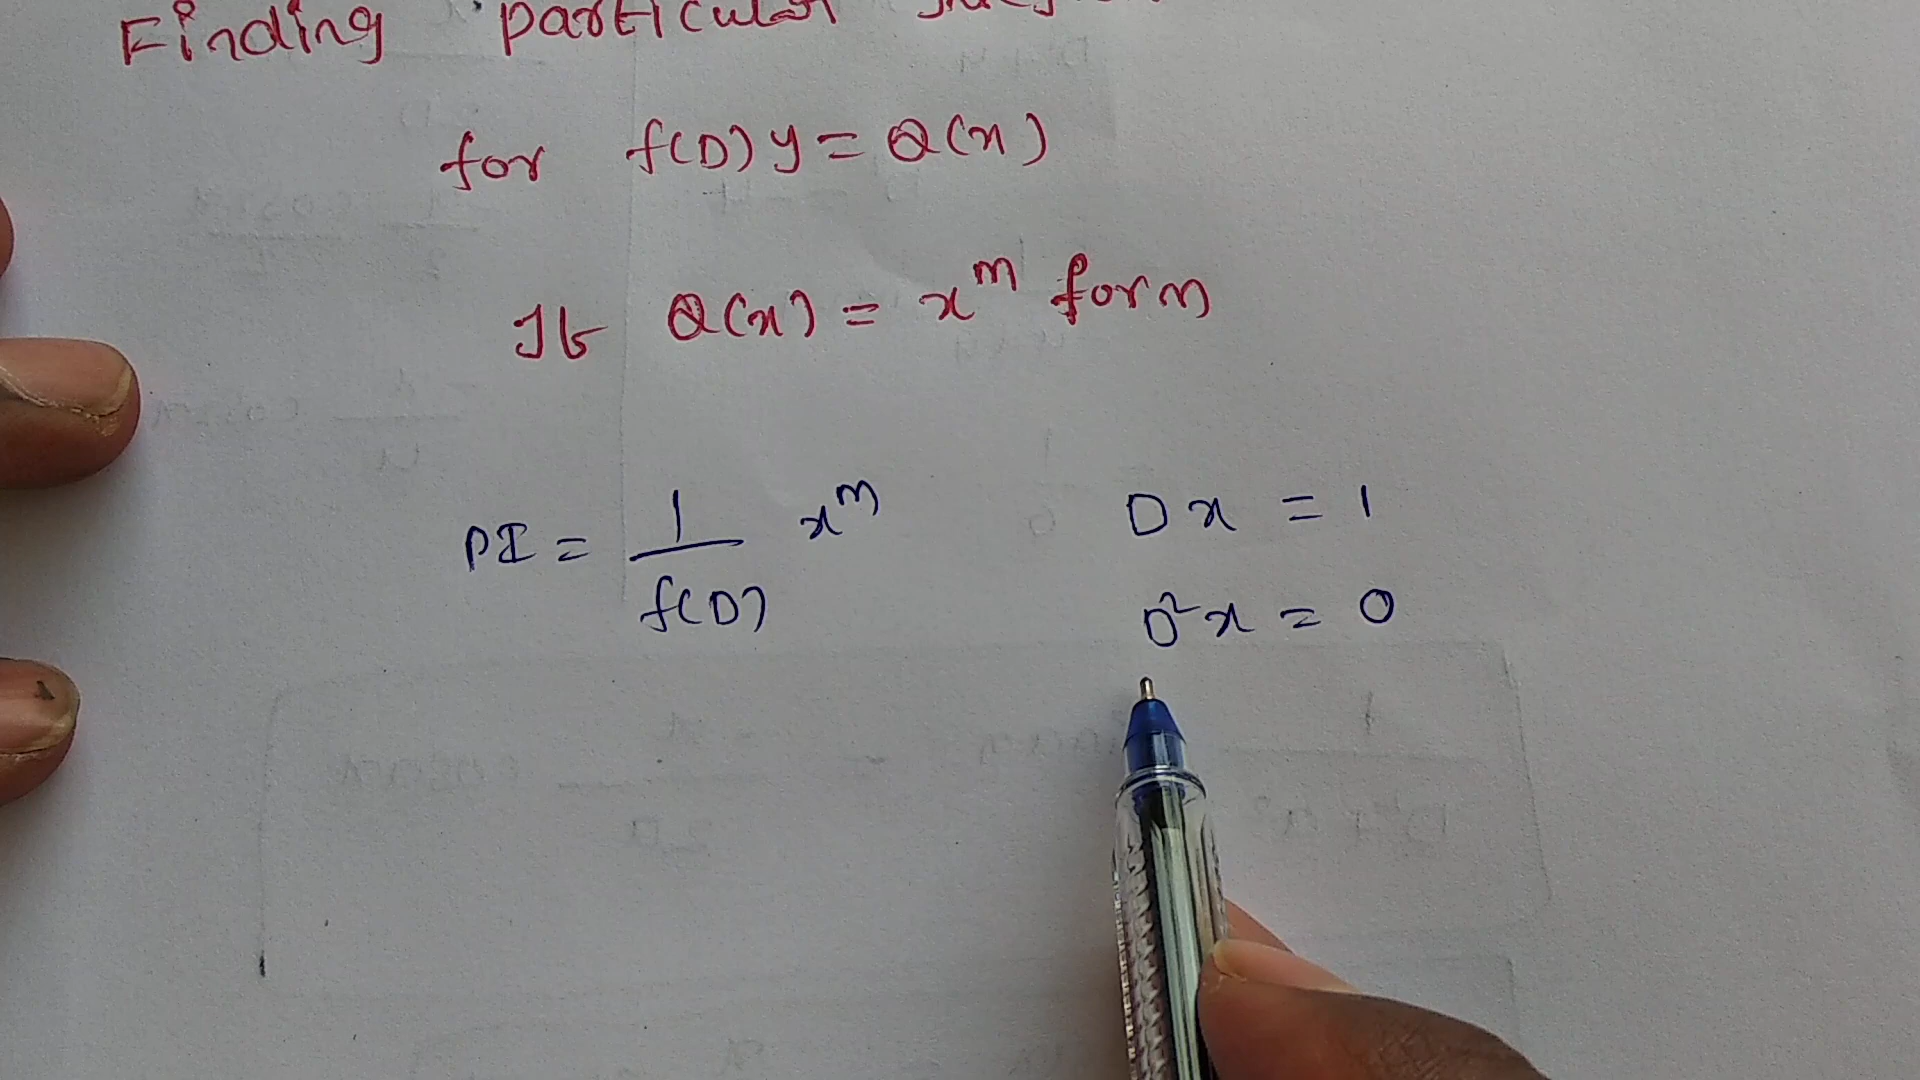 Finding particular
for f(D) y = Q(x)
If Q(x) = x^m form
PI = 1/f(D) x^m
Dx = 1
D²x = 0